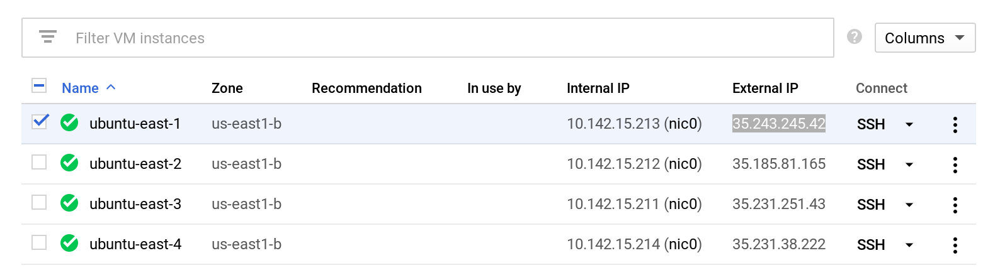 Filter VM instances ? Columns
Name Zone Recommendation In use by Internal IP External IP Connect
ubuntu-east-1 us-east1-b 10.142.15.213 (nic0) 35.243.245.42 SSH
ubuntu-east-2 us-east1-b 10.142.15.212 (nic0) 35.185.81.165 SSH
ubuntu-east-3 us-east1-b 10.142.15.211 (nic0) 35.231.251.43 SSH
ubuntu-east-4 us-east1-b 10.142.15.214 (nic0) 35.231.38.222 SSH